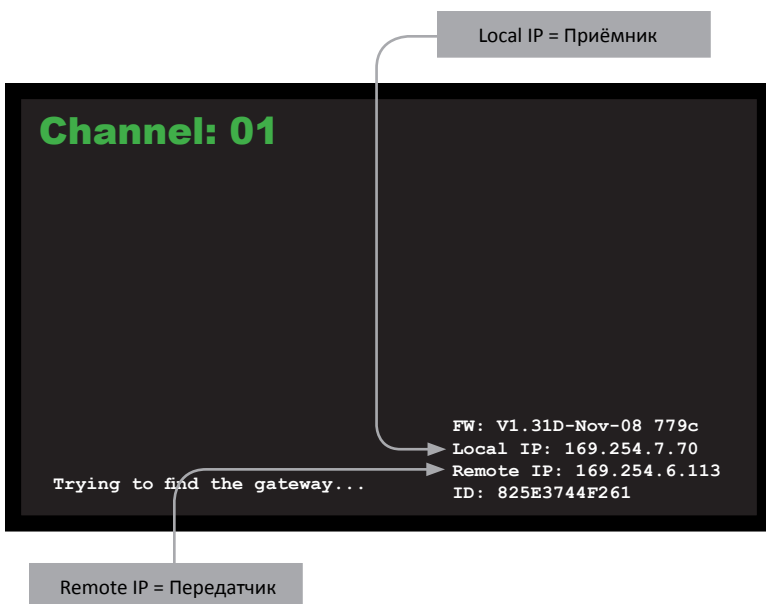 Local IP = Приёмник
Channel: 01
FW: V1.31D-Nov-08 779c
Local IP: 169.254.7.70
Remote IP: 169.254.6.113
Trying to find the gateway...
ID: 825E3744F261
Remote IP = Передатчик